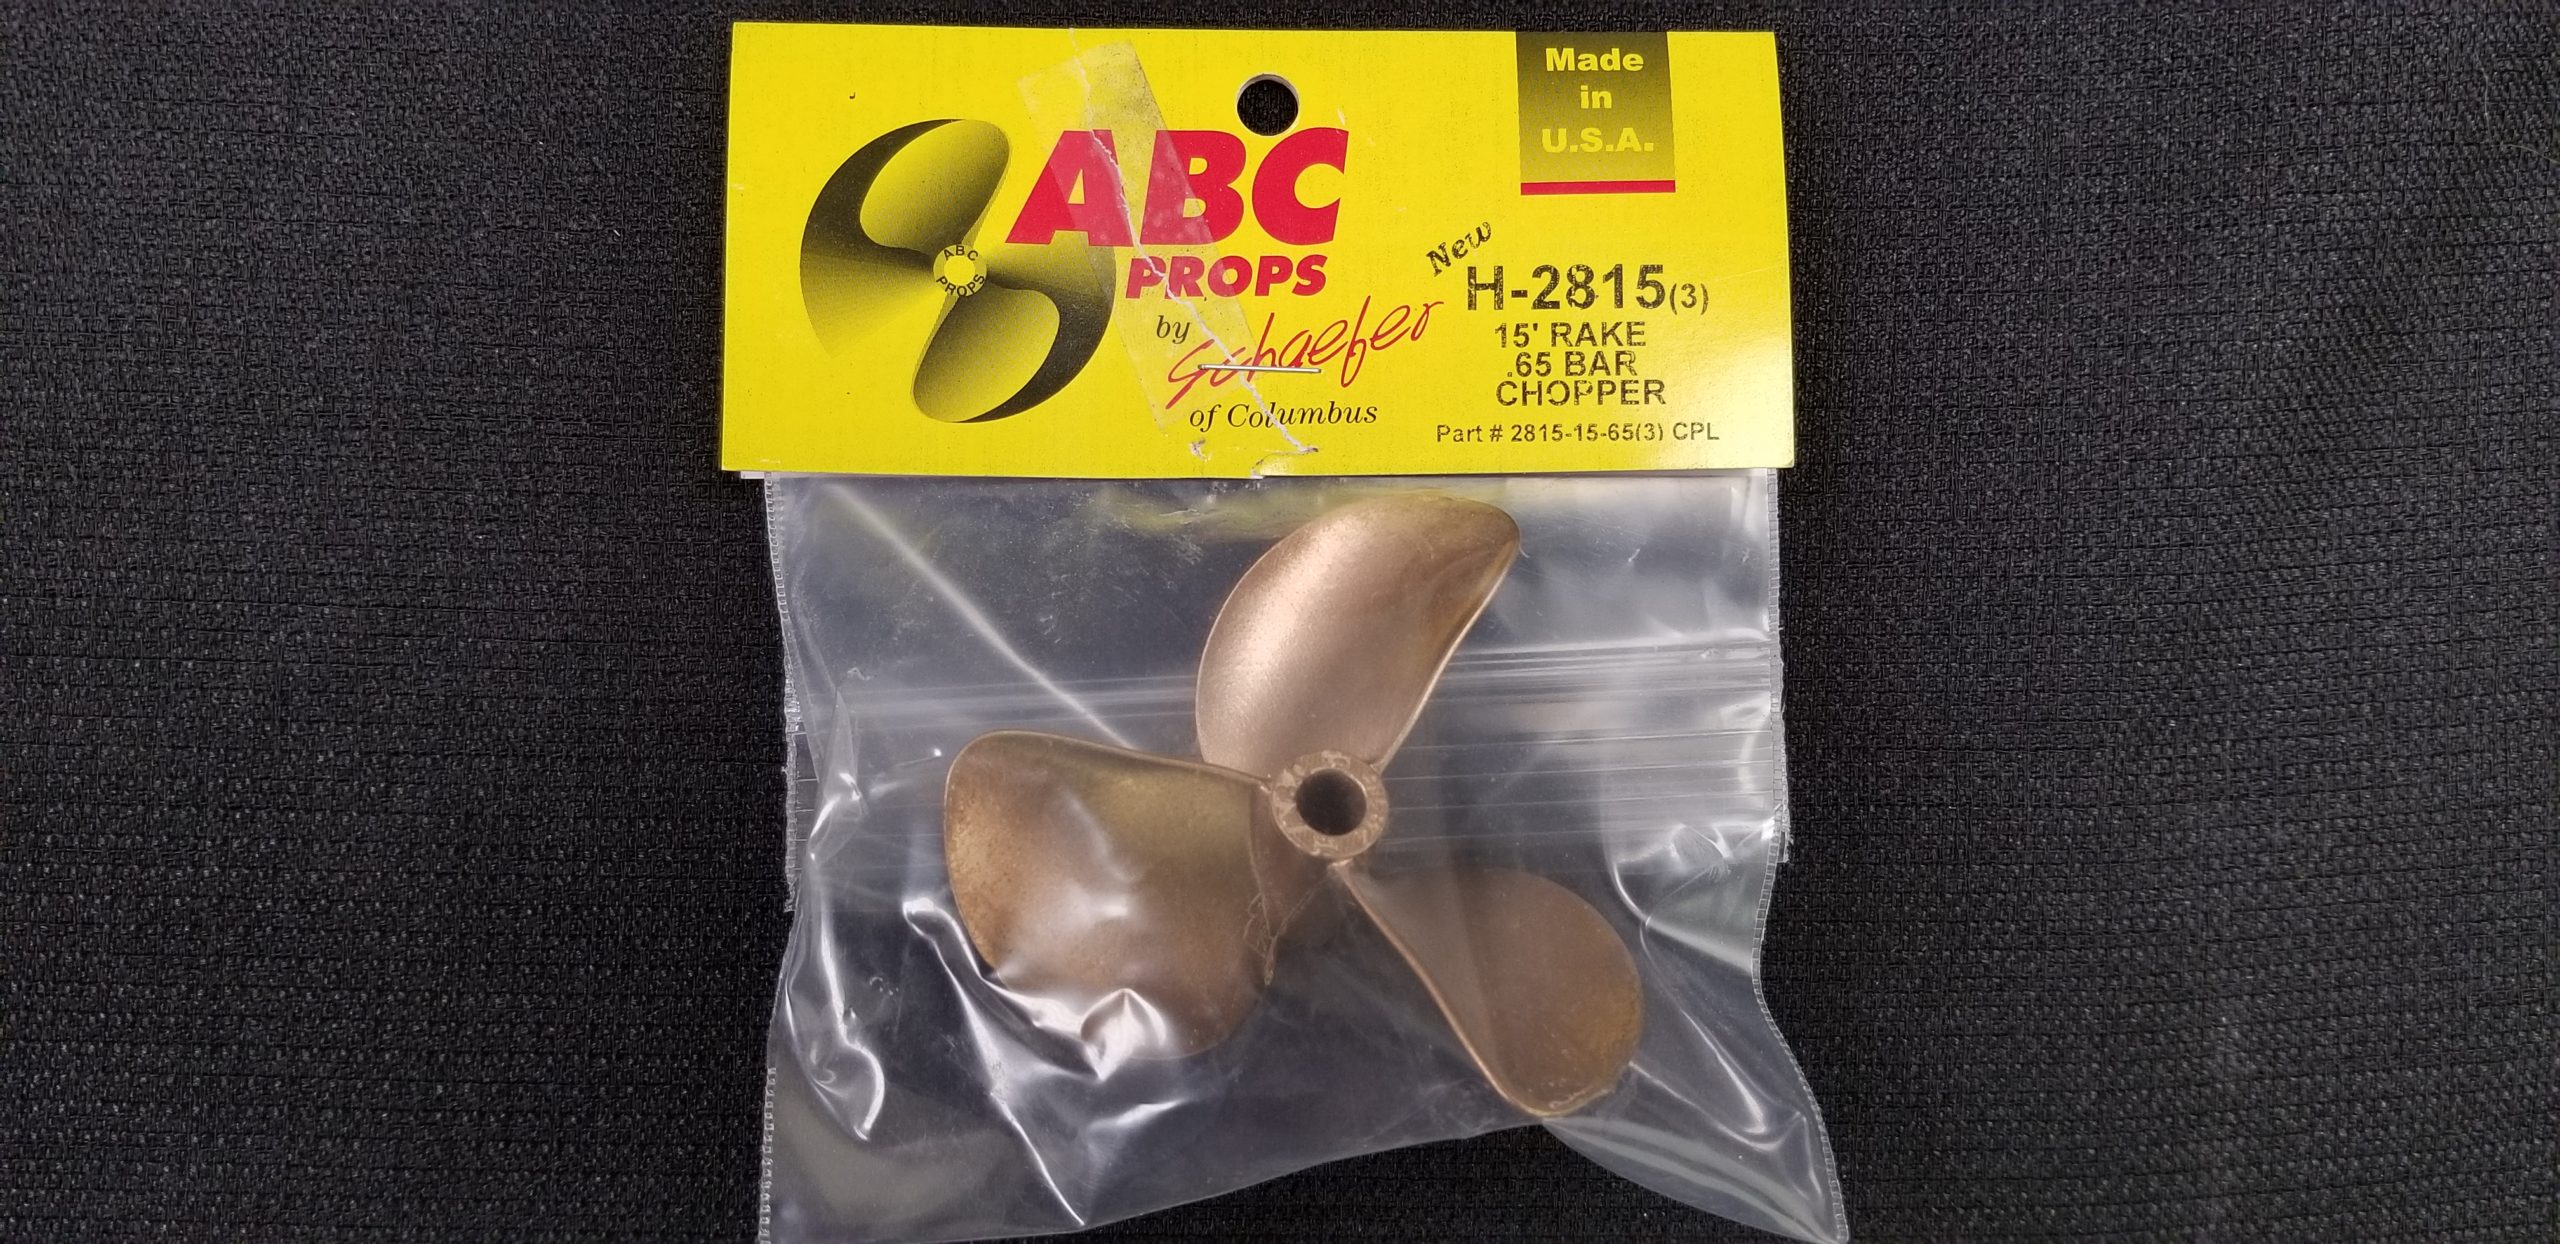 Made
in
U.S.A.
ABC
PROPS
by
Schaefer
of Columbus
ABC
PROPS
New
H-2815(3)
15' RAKE
.65 BAR
CHOPPER
Part # 2815-15-65(3) CPL